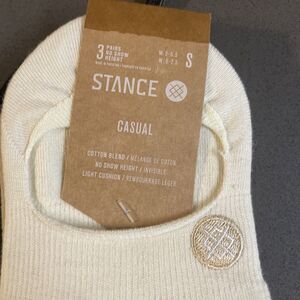 3 PAIRS
NO SHOW
HEIGHT
S
STANCE
CASUAL
COTTON BLEND / MÉLANGE DE COTON
NO SHOW HEIGHT / INVISIBLE
LIGHT CUSHION / REMBOURRAGE LÉGER